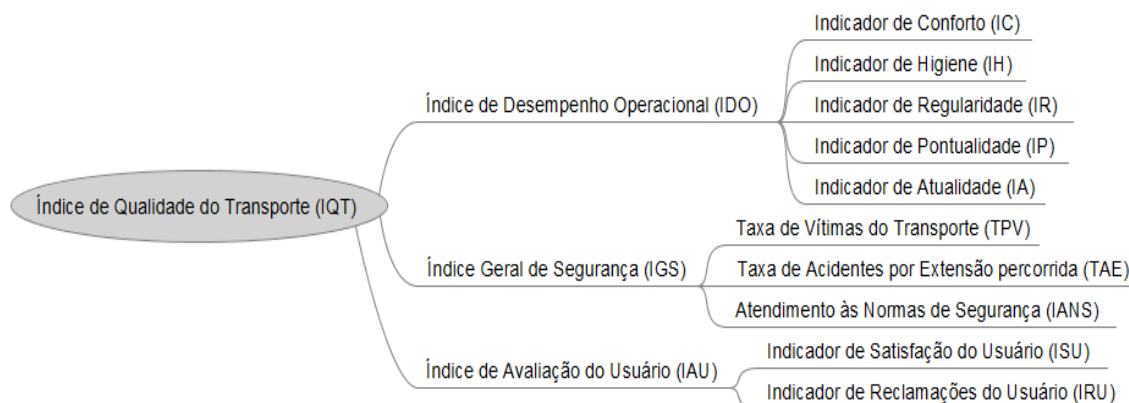 Indicador de Conforto (IC)
Indicador de Higiene (IH)
Índice de Desempenho Operacional (IDO)
Indicador de Regularidade (IR)
Indicador de Pontualidade (IP)
Indicador de Atualidade (IA)
Índice de Qualidade do Transporte (IQT)
Taxa de Vítimas do Transporte (TPV)
Índice Geral de Segurança (IGS)
Taxa de Acidentes por Extensão percorrida (TAE)
Atendimento às Normas de Segurança (IANS)
Indicador de Satisfação do Usuário (ISU)
Índice de Avaliação do Usuário (IAU)
Indicador de Reclamações do Usuário (IRU)